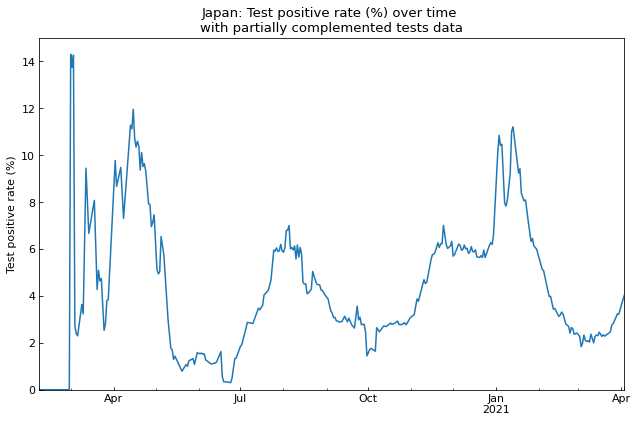 Japan: Test positive rate (%) over time
with partially complemented tests data
Test positive rate (%)
14
12
10
8
6
4
2
0
Apr
Jul
Oct
Jan
2021
Apr